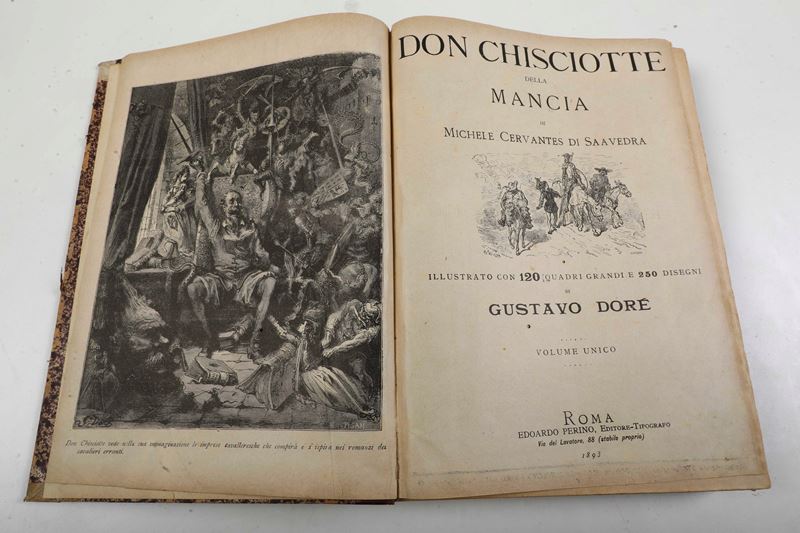 Don Chisciotte vede nella sua immaginazione le imprese cavalleresche che compirà e s'ispira nei romanzi dei
cavalieri erranti.
DON CHISCIOTTE
DELLA
MANCIA
DI
MICHELE CERVANTES DI SAAVEDRA
ILLUSTRATO CON 120 QUADRI GRANDI E 250 DISEGNI
DI
GUSTAVO DORÉ
VOLUME UNICO
ROMA
EDOARDO PERINO, EDITORE-TIPOGRAFO
Via del Lavatore, 88 (stabile proprio)
1893